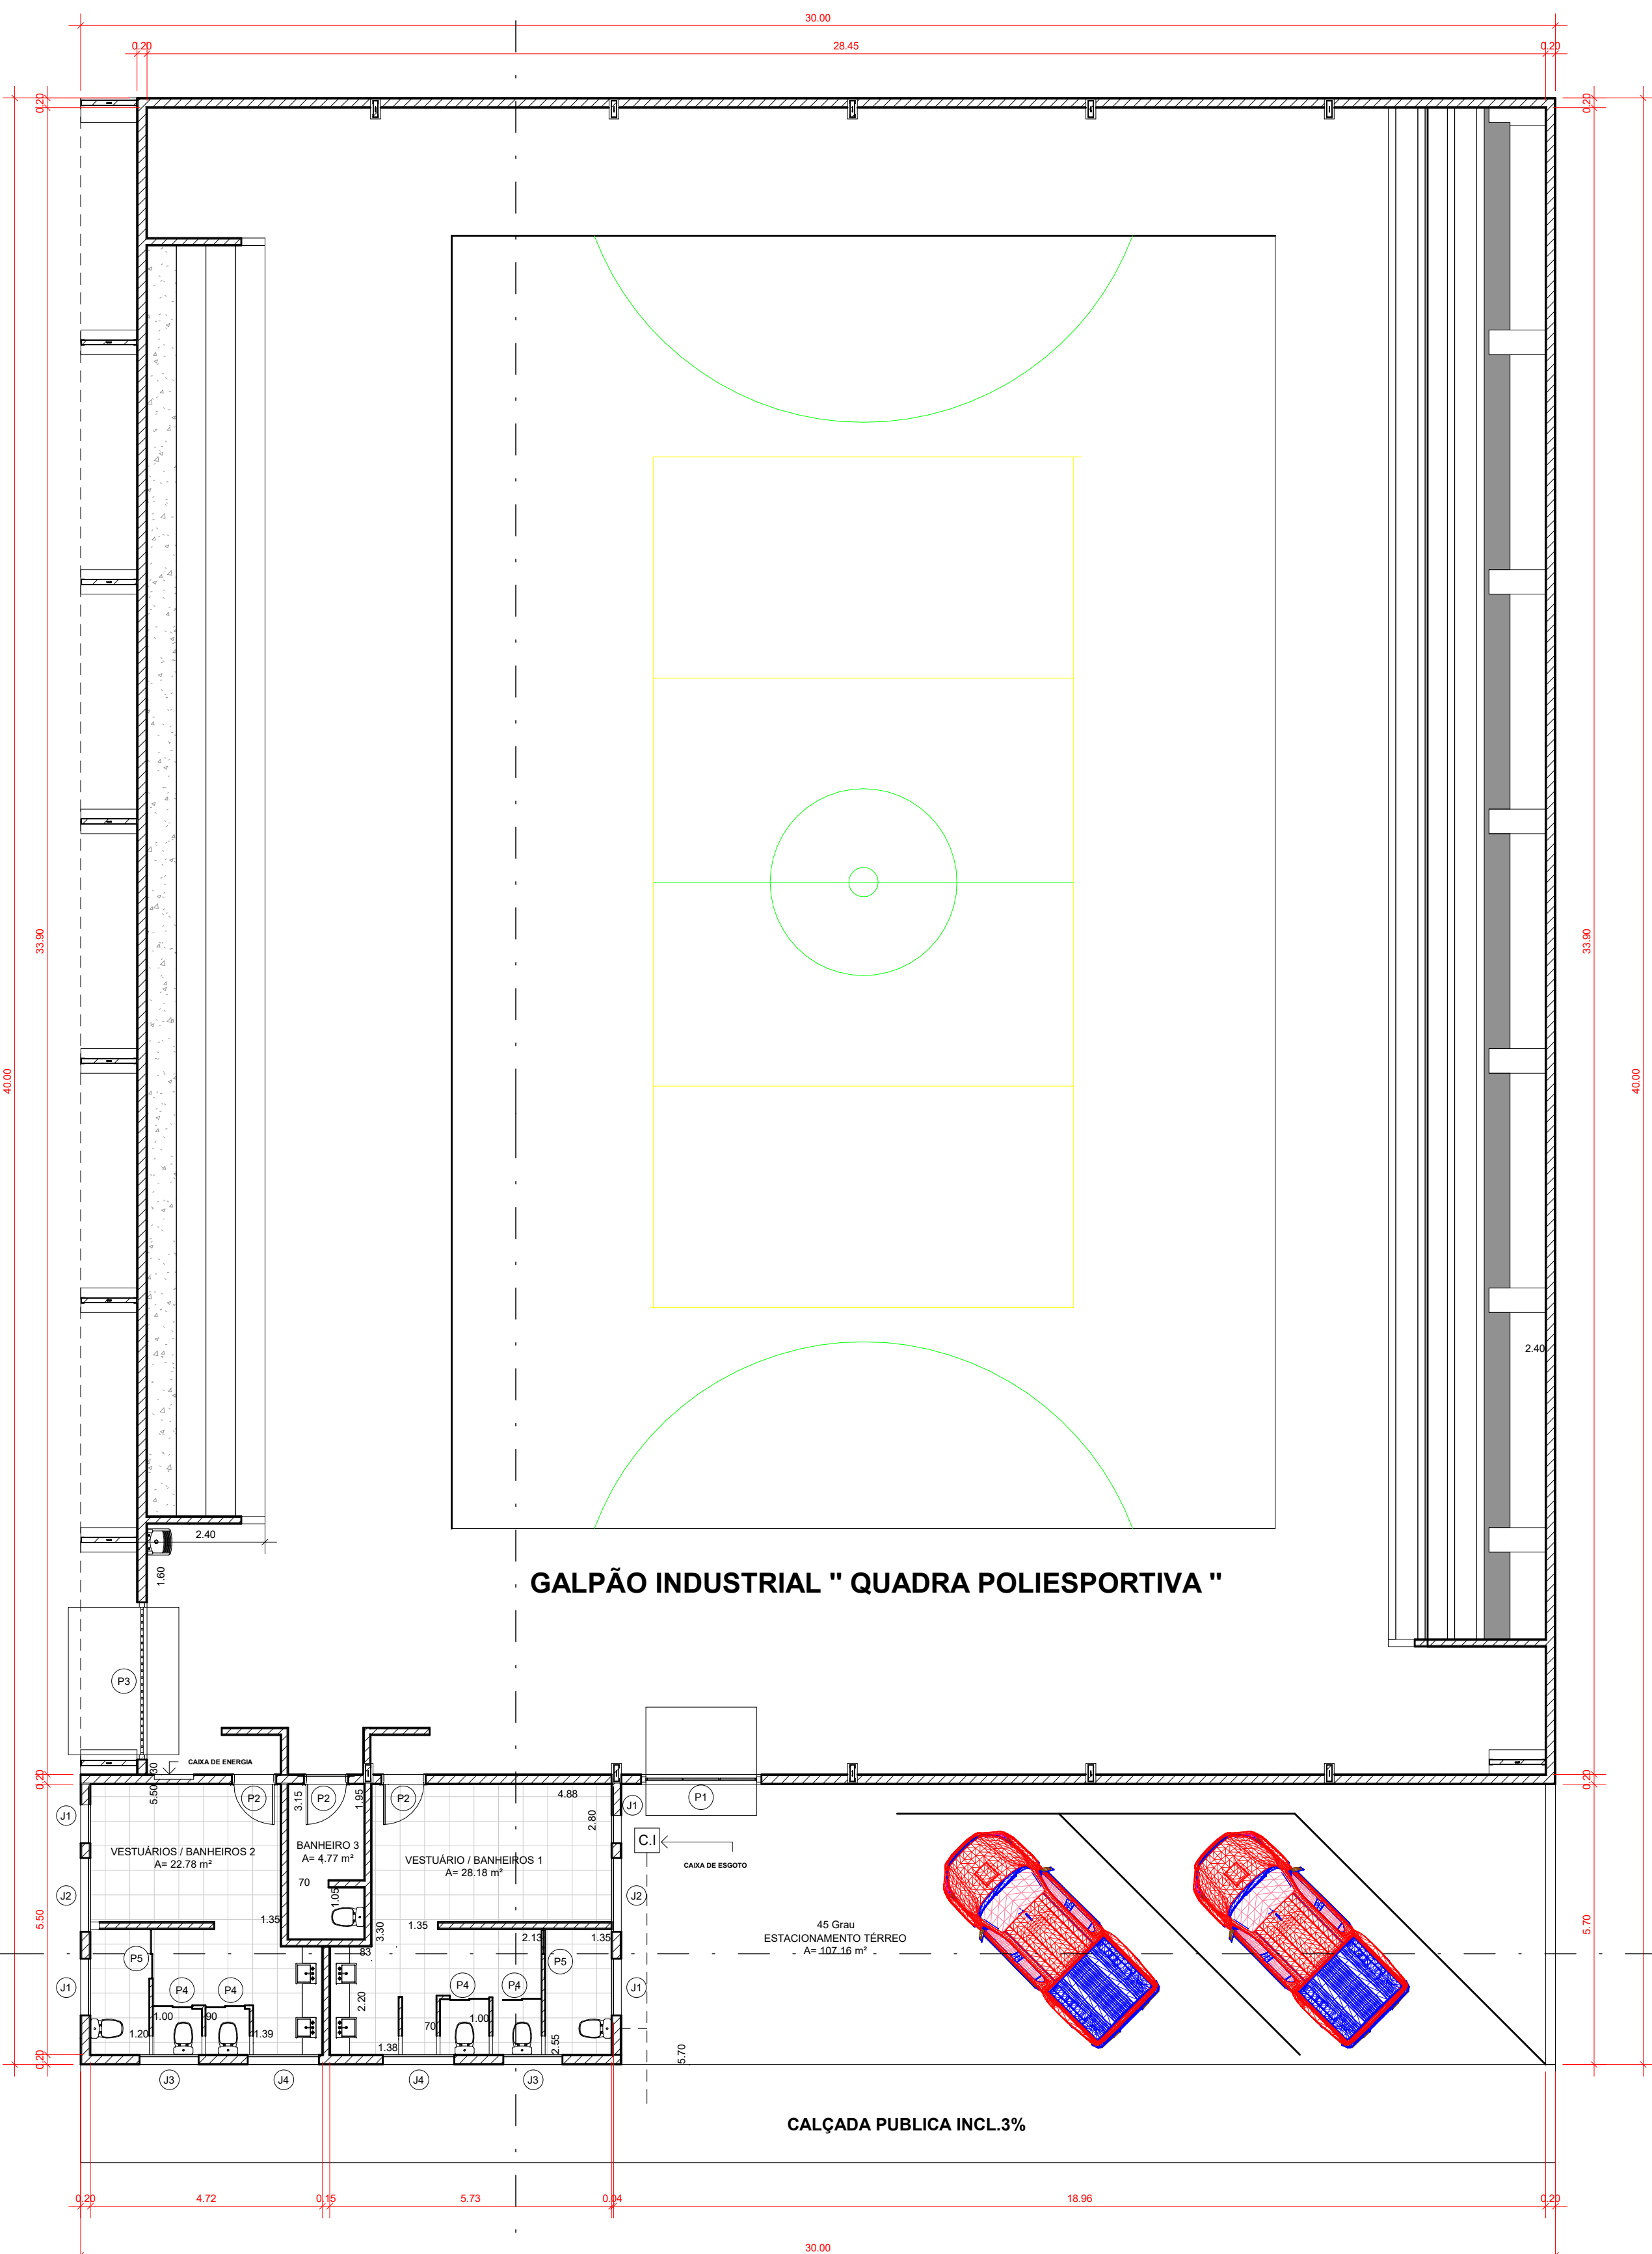 30.00
0.20
28.45
0.20
0.20
0.20
33.90
33.90
40.00
40.00
2.40
2.40
1.60
GALPÃO INDUSTRIAL " QUADRA POLIESPORTIVA "
P3
CAIXA DE ENERGIA
30
0.20
0.20
5.50
P2
3.15
P2
1.95
P2
4.88
P1
J1
J1
2.80
C.I
CAIXA DE ESGOTO
VESTUÁRIOS / BANHEIROS 2
A= 22.78 m²
BANHEIRO 3
A= 4.77 m²
VESTUÁRIO / BANHEIROS 1
A= 28.18 m²
70
1.05
J2
J2
1.35
3.30
1.35
2.13
1.35
83
5.50
5.70
45 Grau
ESTACIONAMENTO TÉRREO
A= 107.16 m²
P5
P5
J1
P4
P4
P4
P4
J1
2.20
1.00
90
1.20
1.39
70
1.00
1.38
2.55
5.70
0.20
J3
J4
J4
J3
CALÇADA PUBLICA INCL.3%
0.20
4.72
0.15
5.73
0.04
18.96
0.20
30.00